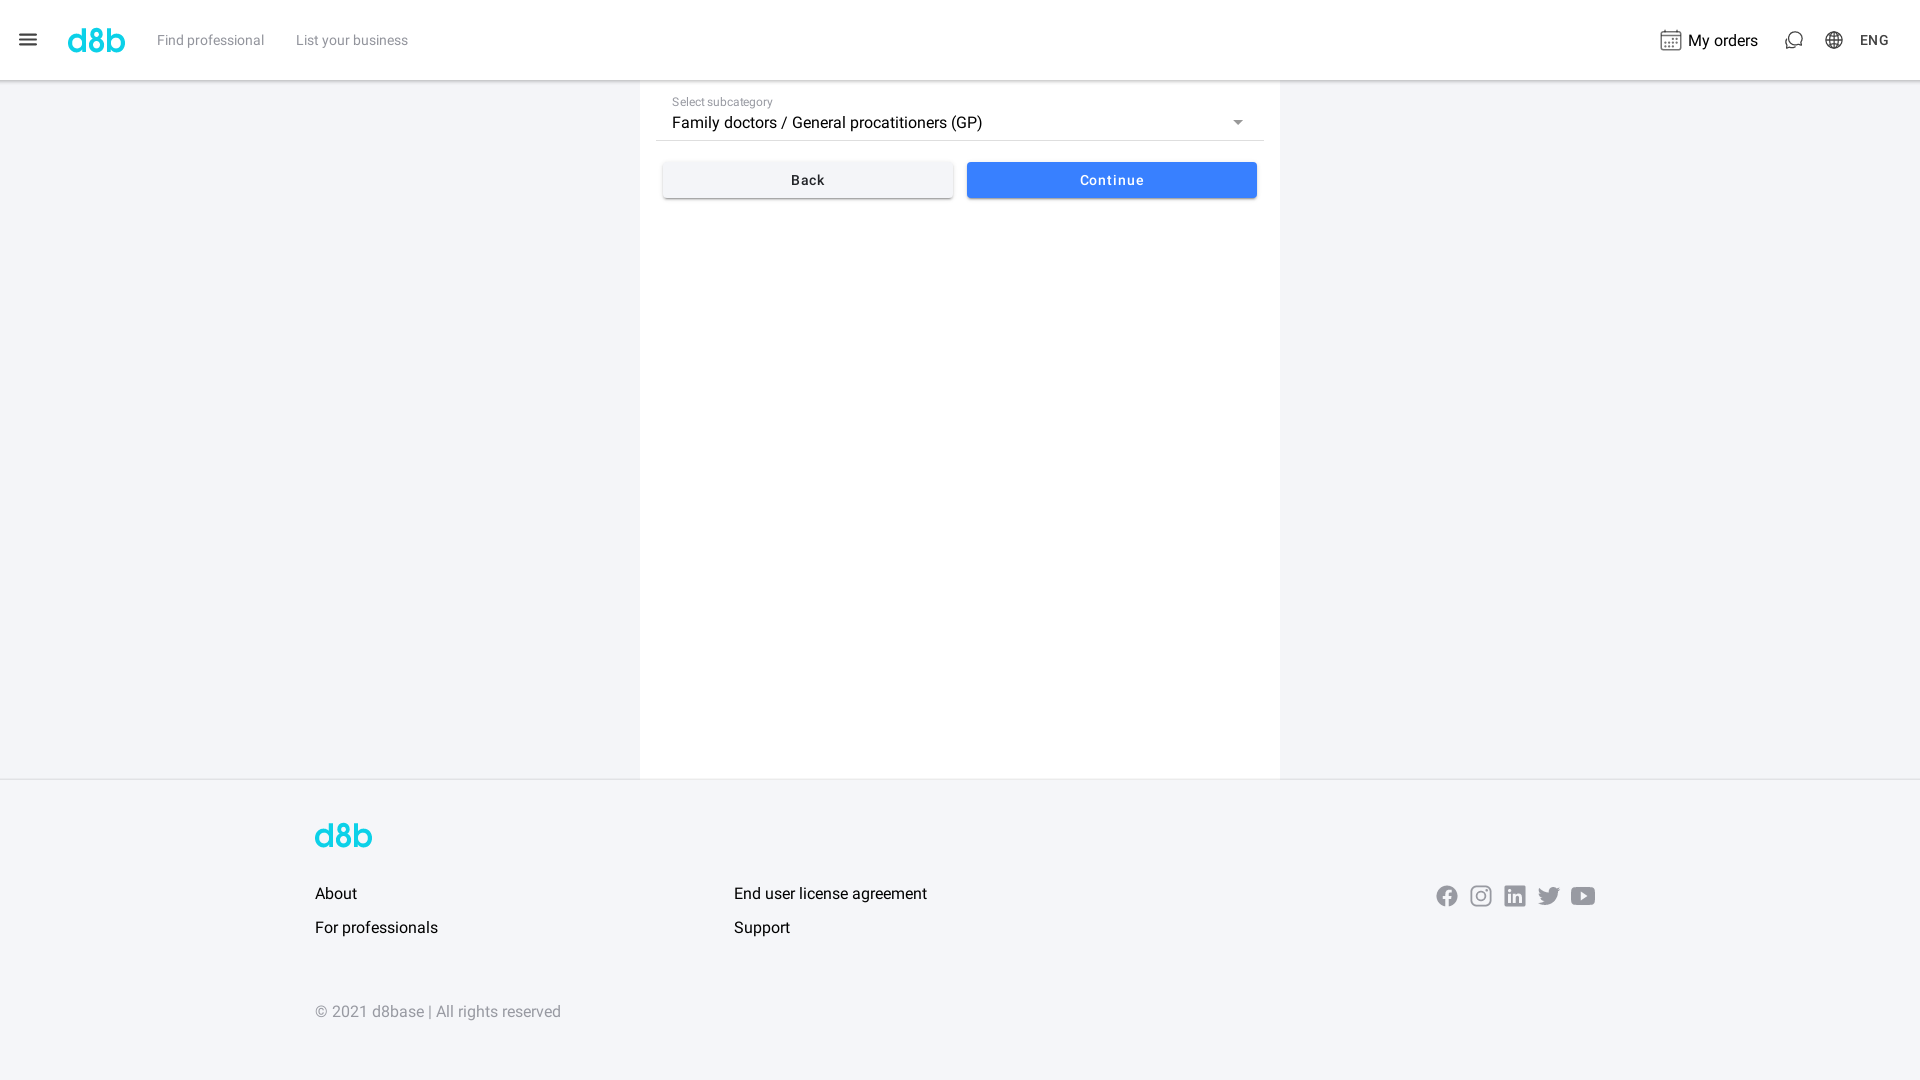 d8b
Find professional
List your business
My orders
ENG
Select subcategory
Family doctors / General procatitioners (GP)
Back
Continue
d8b
About
End user license agreement
For professionals
Support
© 2021 d8base | All rights reserved